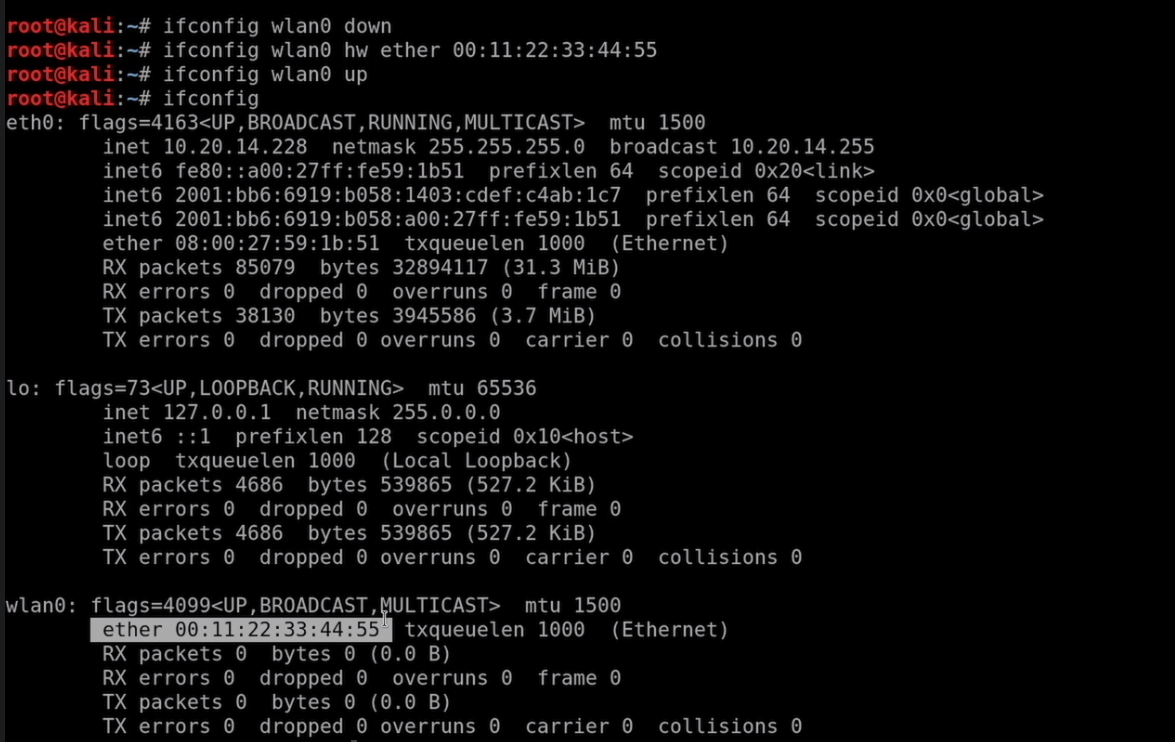 root@kali:~# ifconfig wlan0 down
root@kali:~# ifconfig wlan0 hw ether 00:11:22:33:44:55
root@kali:~# ifconfig wlan0 up
root@kali:~# ifconfig
eth0: flags=4163<UP,BROADCAST,RUNNING,MULTICAST>  mtu 1500
        inet 10.20.14.228  netmask 255.255.255.0  broadcast 10.20.14.255
        inet6 fe80::a00:27ff:fe59:1b51  prefixlen 64  scopeid 0x20<link>
        inet6 2001:bb6:6919:b058:1403:cdef:c4ab:1c7  prefixlen 64  scopeid 0x0<global>
        inet6 2001:bb6:6919:b058:a00:27ff:fe59:1b51  prefixlen 64  scopeid 0x0<global>
        ether 08:00:27:59:1b:51  txqueuelen 1000  (Ethernet)
        RX packets 85079  bytes 32894117 (31.3 MiB)
        RX errors 0  dropped 0  overruns 0  frame 0
        TX packets 38130  bytes 3945586 (3.7 MiB)
        TX errors 0  dropped 0 overruns 0  carrier 0  collisions 0

lo: flags=73<UP,LOOPBACK,RUNNING>  mtu 65536
        inet 127.0.0.1  netmask 255.0.0.0
        inet6 ::1  prefixlen 128  scopeid 0x10<host>
        loop  txqueuelen 1000  (Local Loopback)
        RX packets 4686  bytes 539865 (527.2 KiB)
        RX errors 0  dropped 0  overruns 0  frame 0
        TX packets 4686  bytes 539865 (527.2 KiB)
        TX errors 0  dropped 0 overruns 0  carrier 0  collisions 0

wlan0: flags=4099<UP,BROADCAST,MULTICAST>  mtu 1500
        ether 00:11:22:33:44:55  txqueuelen 1000  (Ethernet)
        RX packets 0  bytes 0 (0.0 B)
        RX errors 0  dropped 0  overruns 0  frame 0
        TX packets 0  bytes 0 (0.0 B)
        TX errors 0  dropped 0 overruns 0  carrier 0  collisions 0